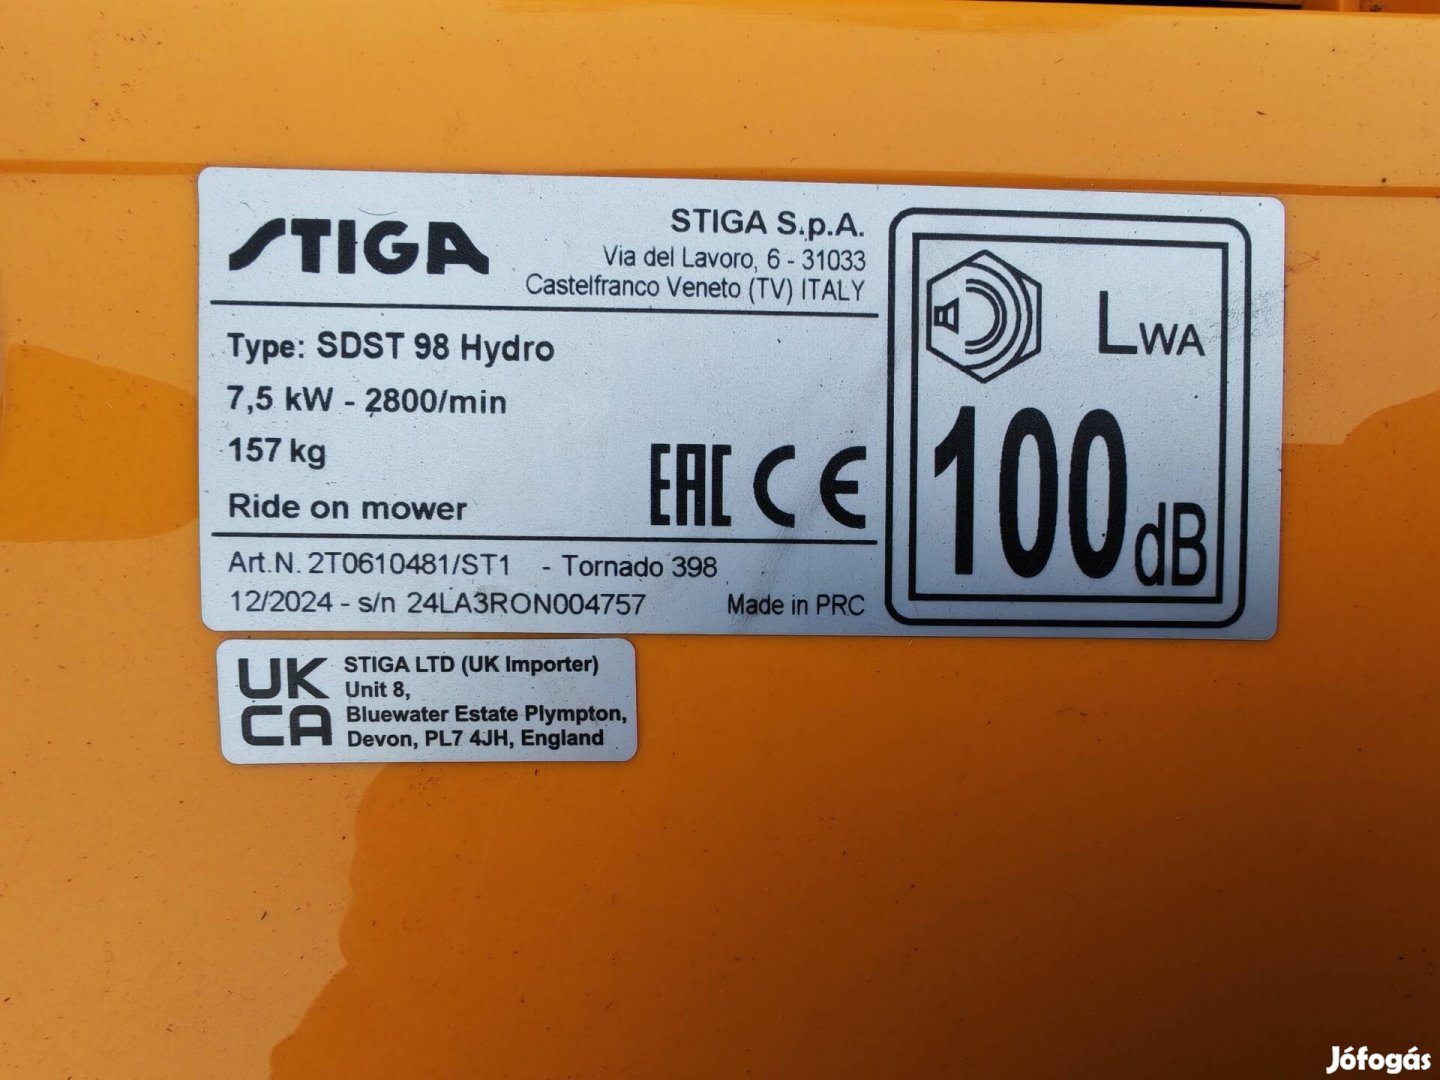 STIGA
STIGA S.p.A.
Via del Lavoro, 6 - 31033
Castelfranco Veneto (TV) ITALY
Type: SDST 98 Hydro
7,5 kW - 2800/min
157 kg
Ride on mower
EAC CE
Art.N. 2T0610481/ST1 - Tornado 398
12/2024 - s/n 24LA3RON004757
Made in PRC
LWA
100 dB
UK
CA
STIGA LTD (UK Importer)
Unit 8,
Bluewater Estate Plympton,
Devon, PL7 4JH, England
Jófogás